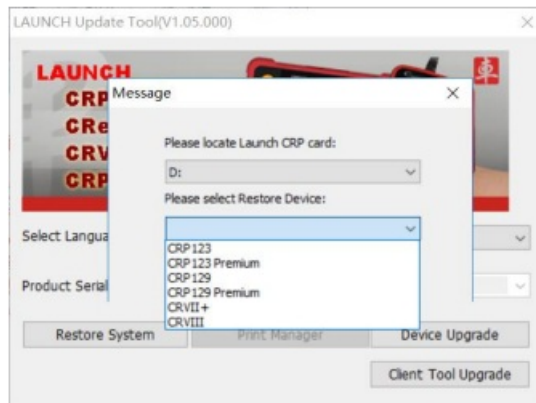 LAUNCH Update Tool(V1.05.000)
LAUNCH
CRP
CRe
CRV
CRP
Message
Please locate Launch CRP card:
D:
Please select Restore Device:
CRP123
CRP123 Premium
CRP129
CRP129 Premium
CRVII+
CRVIII
Select Langua
Product Serial
Restore System
Print Manager
Device Upgrade
Client Tool Upgrade